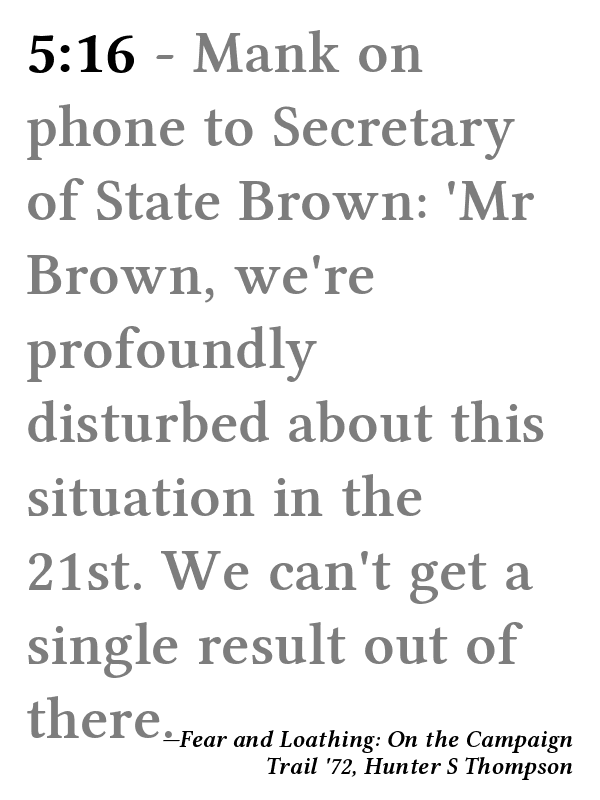 5:16 - Mank on
phone to Secretary
of State Brown: 'Mr
Brown, we're
profoundly
disturbed about this
situation in the
21st. We can't get a
single result out of
there.
—Fear and Loathing: On the Campaign
Trail '72, Hunter S Thompson